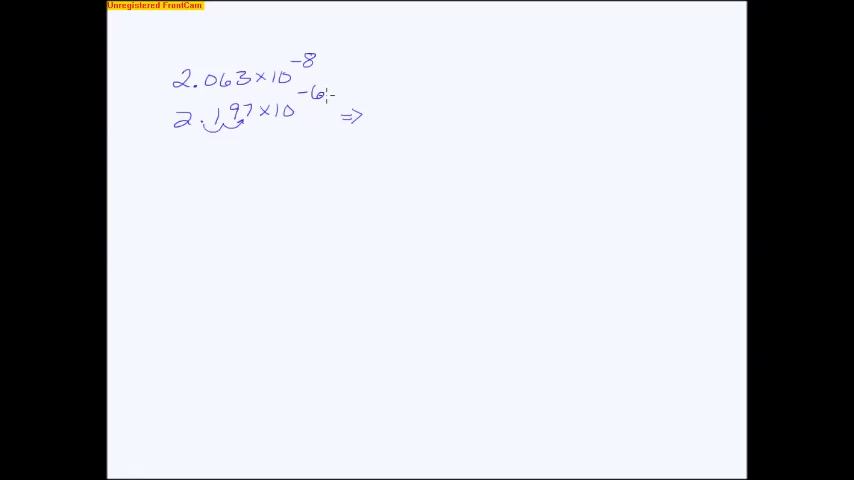 Unregistered FrontCam
2.063×10⁻⁸
2.197×10⁻⁶ ⇒